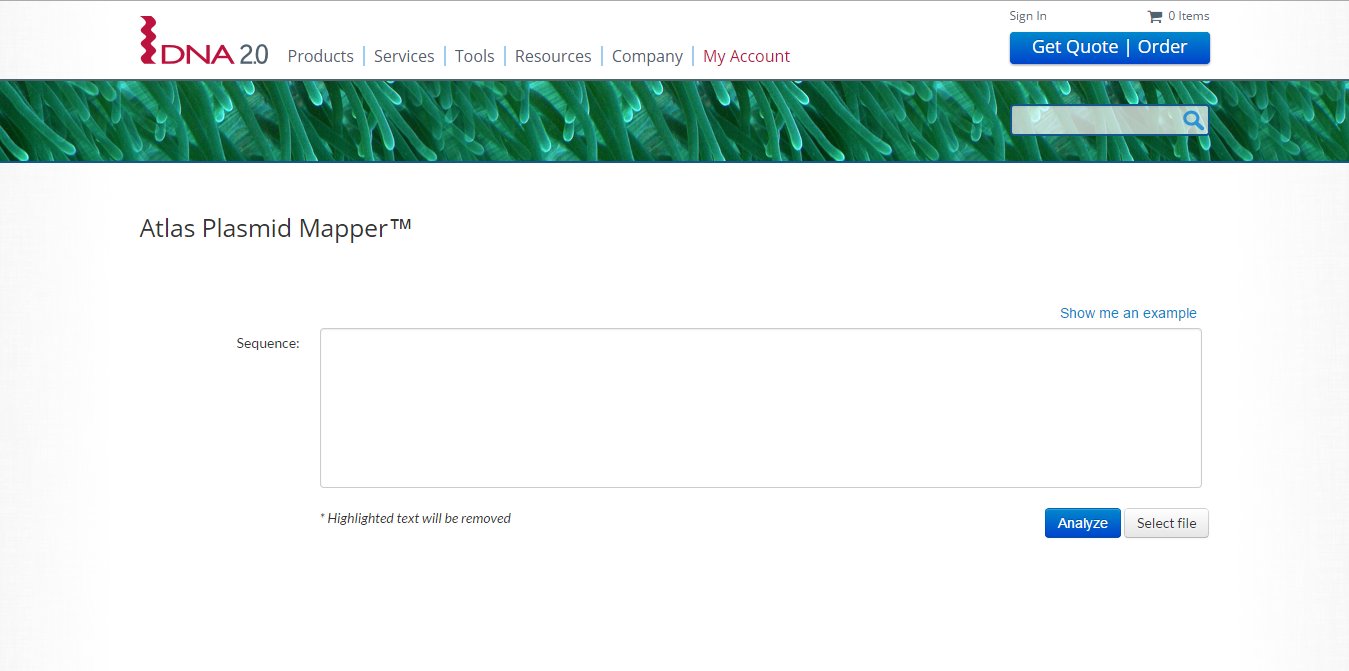 Sign In 0 Items
DNA 2.0 Products Services Tools Resources Company My Account
Get Quote | Order
Atlas Plasmid Mapper™
Show me an example
Sequence:
* Highlighted text will be removed
Analyze Select file